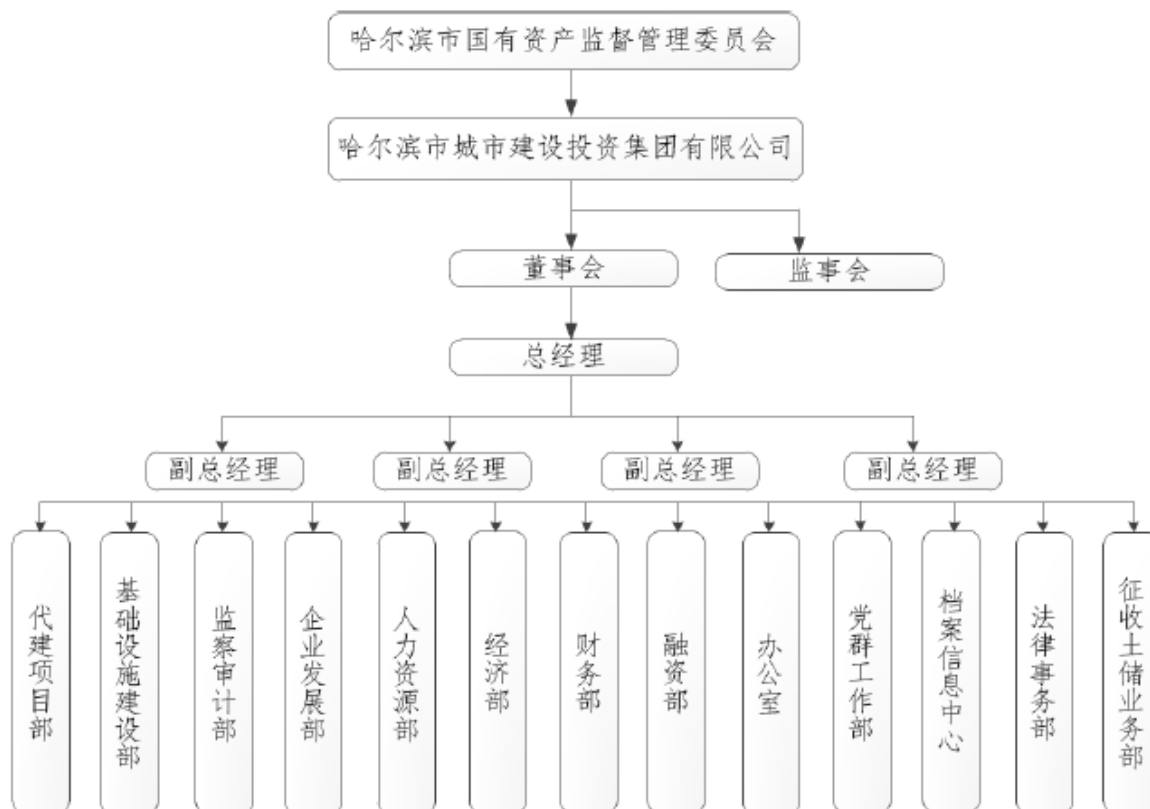 哈尔滨市国有资产监督管理委员会
哈尔滨市城市建设投资集团有限公司
董事会
监事会
总经理
副总经理
副总经理
副总经理
副总经理
代建项目部
基础设施建设部
监察审计部
企业发展部
人力资源部
经济部
财务部
融资部
办公室
党群工作部
档案信息中心
法律事务部
征收土储业务部